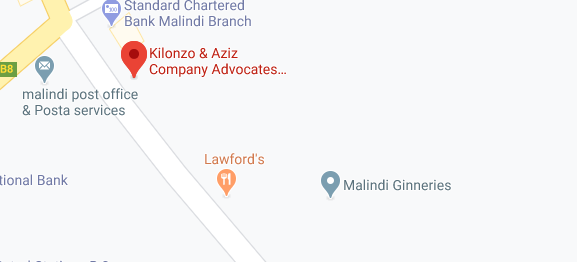 Standard Chartered
Bank Malindi Branch
Kilonzo & Aziz
Company Advocates...
B8
malindi post office
& Posta services
Lawford's
tional Bank
Malindi Ginneries